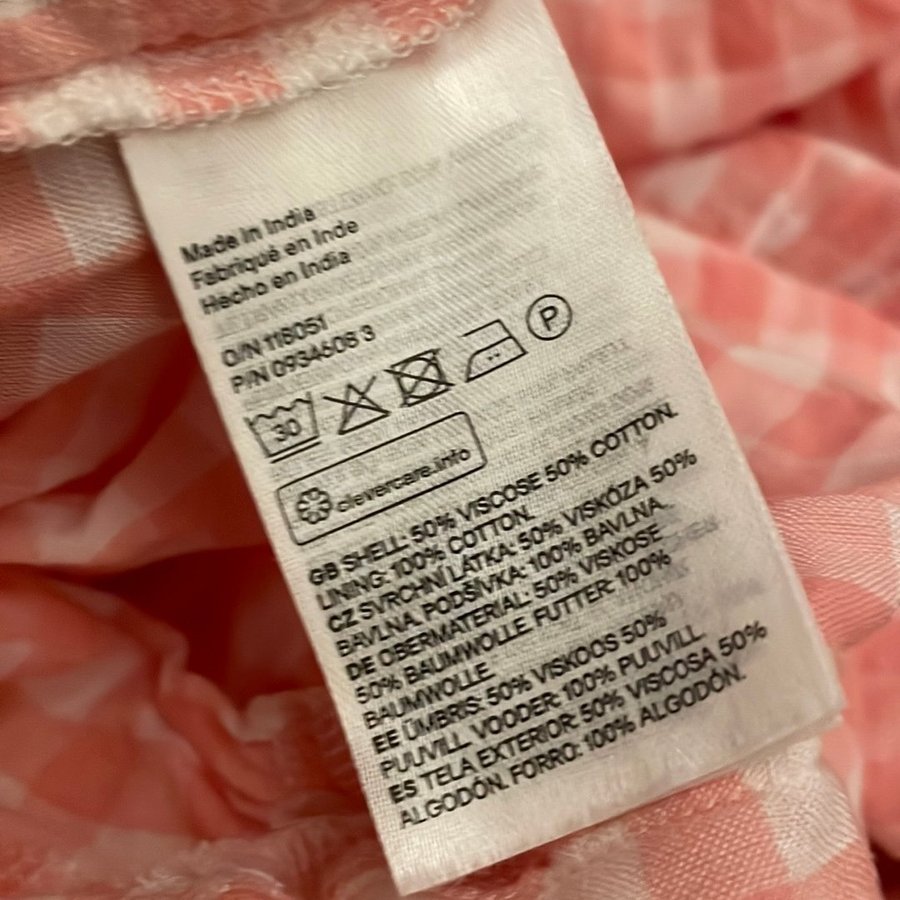 Made in India
Fabriqué en Inde
Hecho en India
O/N 118051
P/N 0934608 3
30
P
clevercare.info
GB SHELL: 50% VISCOSE 50% COTTON.
LINING: 100% COTTON.
CZ SVRCHNÍ LÁTKA: 50% VISKÓZA 50%
BAVLNA. PODŠÍVKA: 100% BAVLNA.
DE OBERMATERIAL: 50% VISKOSE
50% BAUMWOLLE. FUTTER: 100%
BAUMWOLLE.
EE ÜMBRIS: 50% VISKOOS 50%
PUUVILL. VOODER: 100% PUUVILL.
ES TELA EXTERIOR: 50% VISCOSA 50%
ALGODÓN. FORRO: 100% ALGODÓN.